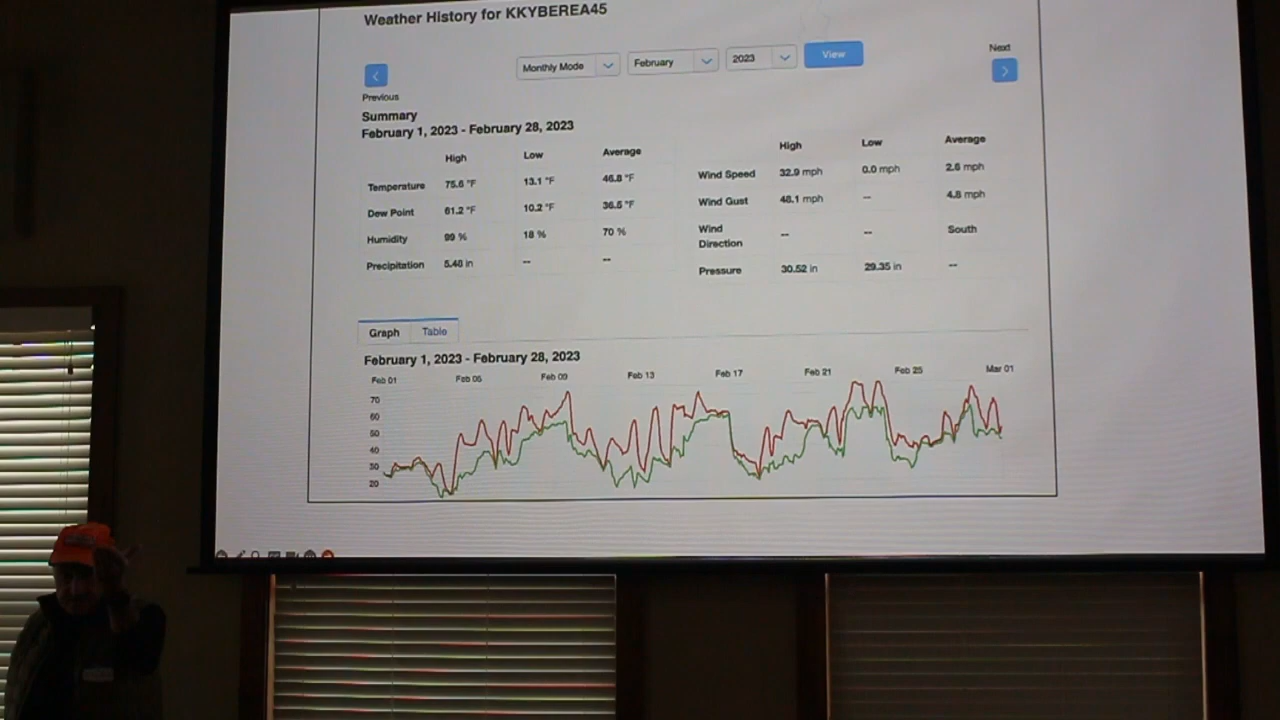 Weather History for KKYBEREA45
Monthly Mode February 2023 View
Previous
Next
Summary
February 1, 2023 - February 28, 2023
High Low Average
Temperature 75.6 °F 13.1 °F 46.8 °F
Dew Point 61.2 °F 10.2 °F 36.5 °F
Humidity 99 % 18 % 70 %
Precipitation 5.48 in -- --
High Low Average
Wind Speed 32.9 mph 0.0 mph 2.6 mph
Wind Gust 48.1 mph -- 4.8 mph
Wind Direction -- -- South
Pressure 30.52 in 29.35 in --
Graph Table
February 1, 2023 - February 28, 2023
Feb 01 Feb 05 Feb 09 Feb 13 Feb 17 Feb 21 Feb 25 Mar 01
70
60
50
40
30
20